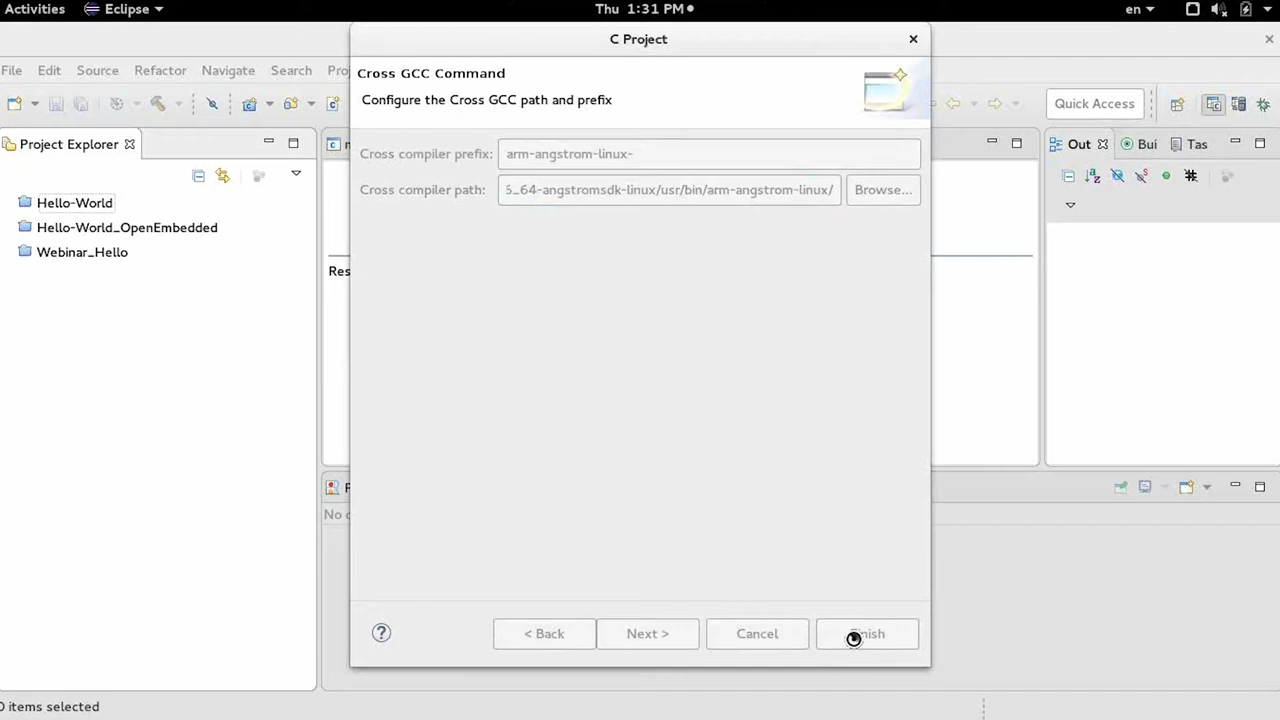 Activities Eclipse Thu 1:31 PM en
C Project
File Edit Source Refactor Navigate Search
Cross GCC Command
Configure the Cross GCC path and prefix
Quick Access
Project Explorer
Out Bui Tas
Cross compiler prefix: arm-angstrom-linux-
Cross compiler path: 5_64-angstromsdk-linux/usr/bin/arm-angstrom-linux/ Browse...
Hello-World
Hello-World_OpenEmbedded
Webinar_Hello
Res
No c
? < Back Next > Cancel Finish
0 items selected